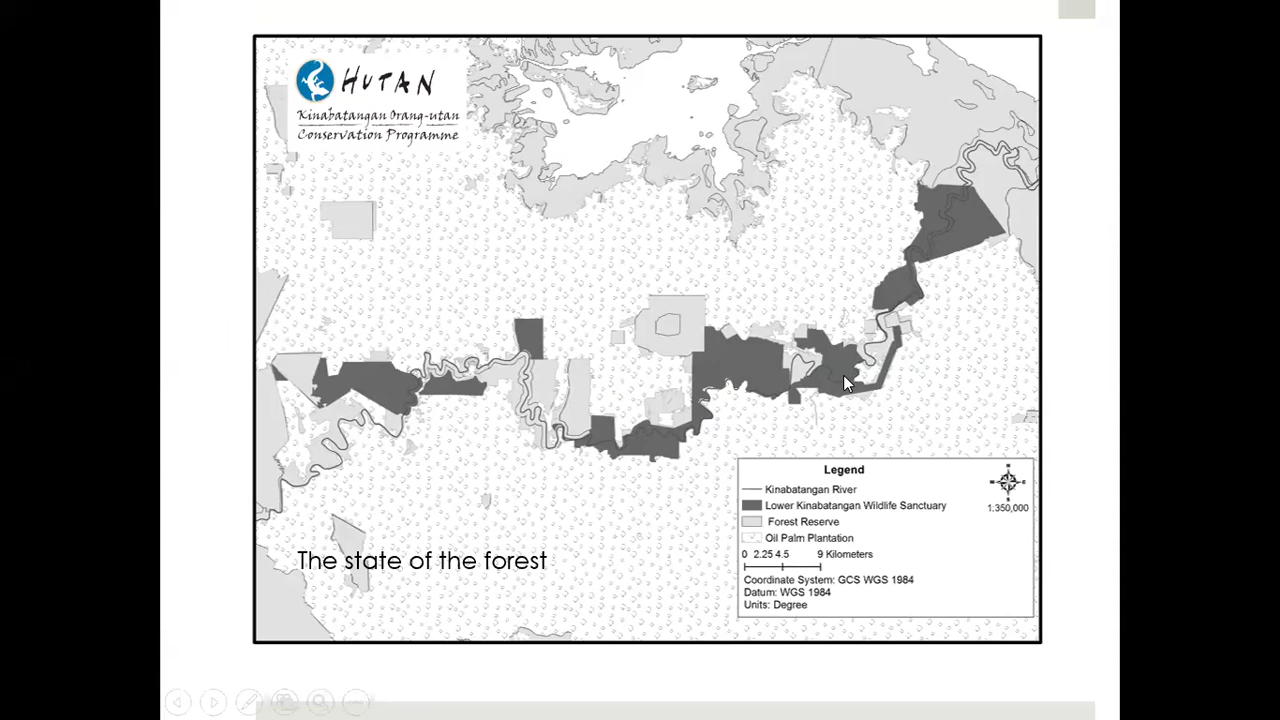 HUTAN
Kinabatangan Orang-utan
Conservation Programme
The state of the forest
Legend
Kinabatangan River
Lower Kinabatangan Wildlife Sanctuary
Forest Reserve
Oil Palm Plantation
0 2.25 4.5 9 Kilometers
Coordinate System: GCS WGS 1984
Datum: WGS 1984
Units: Degree
N
W E
S
1:350,000